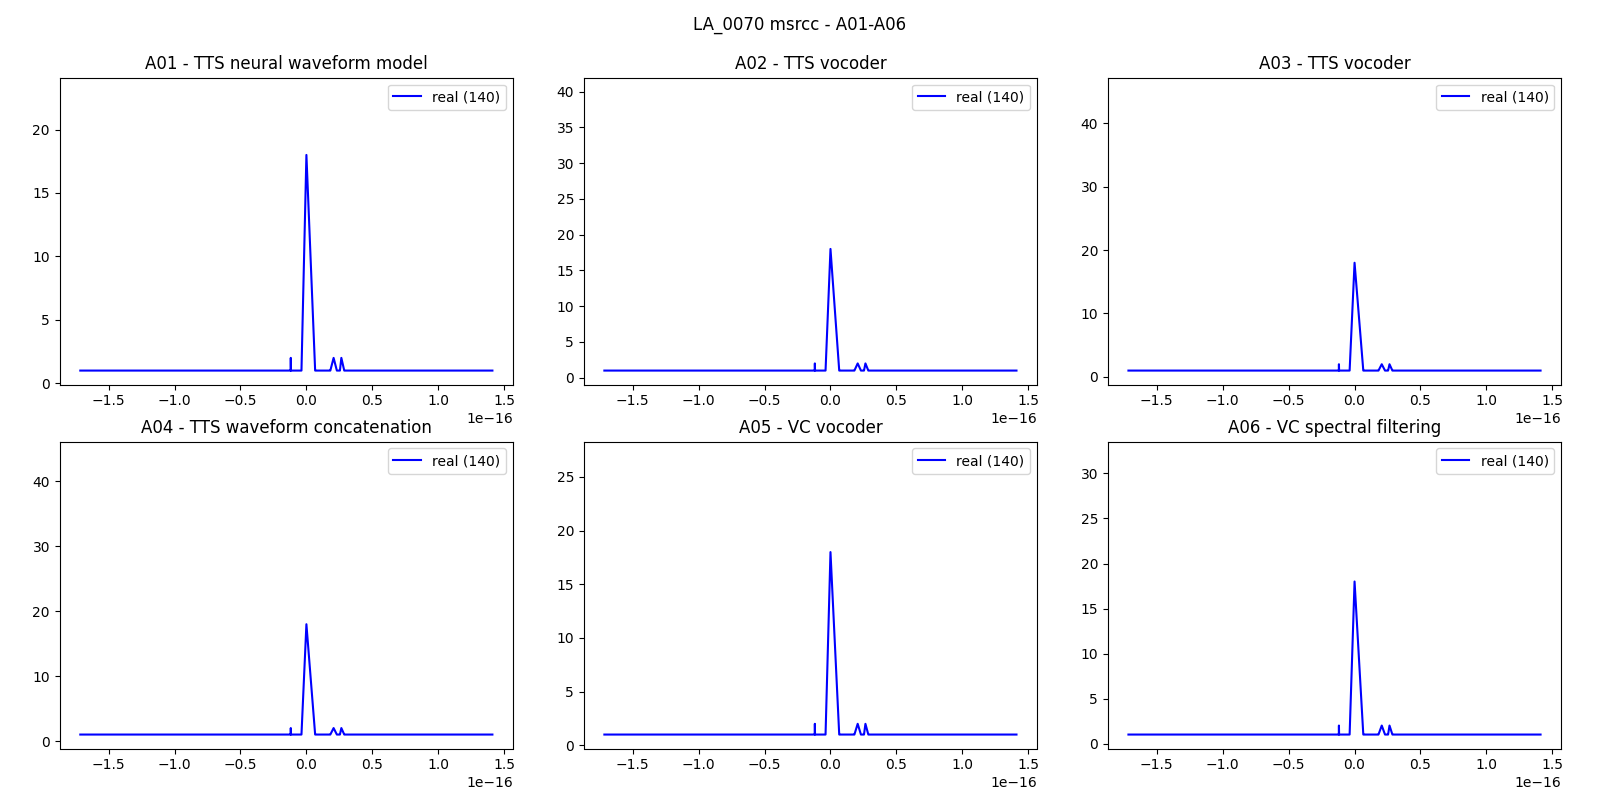 LA_0070 msrcc - A01-A06
A01 - TTS neural waveform model
real (140)
20
15
10
5
0
−1.5 −1.0 −0.5 0.0 0.5 1.0 1.5
1e−16
A02 - TTS vocoder
real (140)
40
35
30
25
20
15
10
5
0
−1.5 −1.0 −0.5 0.0 0.5 1.0 1.5
1e−16
A03 - TTS vocoder
real (140)
40
30
20
10
0
−1.5 −1.0 −0.5 0.0 0.5 1.0 1.5
1e−16
A04 - TTS waveform concatenation
real (140)
40
30
20
10
0
−1.5 −1.0 −0.5 0.0 0.5 1.0 1.5
1e−16
A05 - VC vocoder
real (140)
25
20
15
10
5
0
−1.5 −1.0 −0.5 0.0 0.5 1.0 1.5
1e−16
A06 - VC spectral filtering
real (140)
30
25
20
15
10
5
0
−1.5 −1.0 −0.5 0.0 0.5 1.0 1.5
1e−16